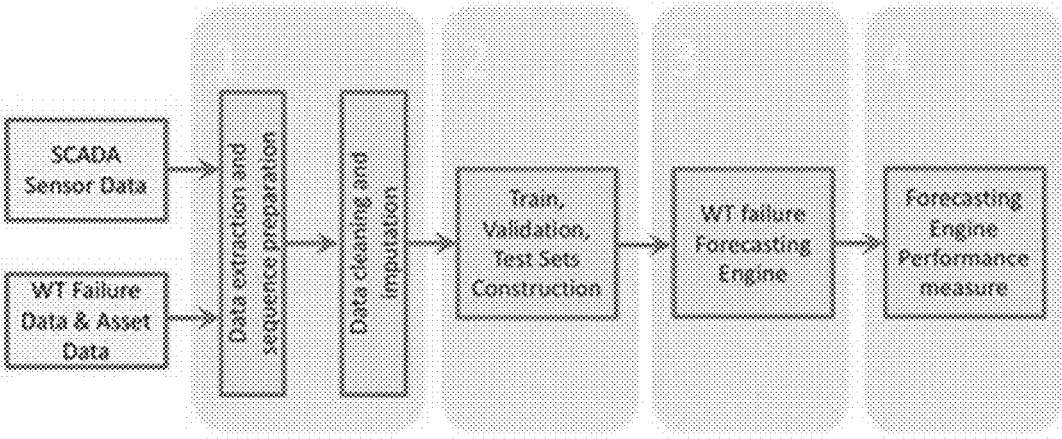 1
2
3
4
SCADA
Sensor Data
WT Failure
Data & Asset
Data
Data extraction and
sequence preparation
Data cleaning and
imputation
Train,
Validation,
Test Sets
Construction
WT failure
Forecasting
Engine
Forecasting
Engine
Performance
measure